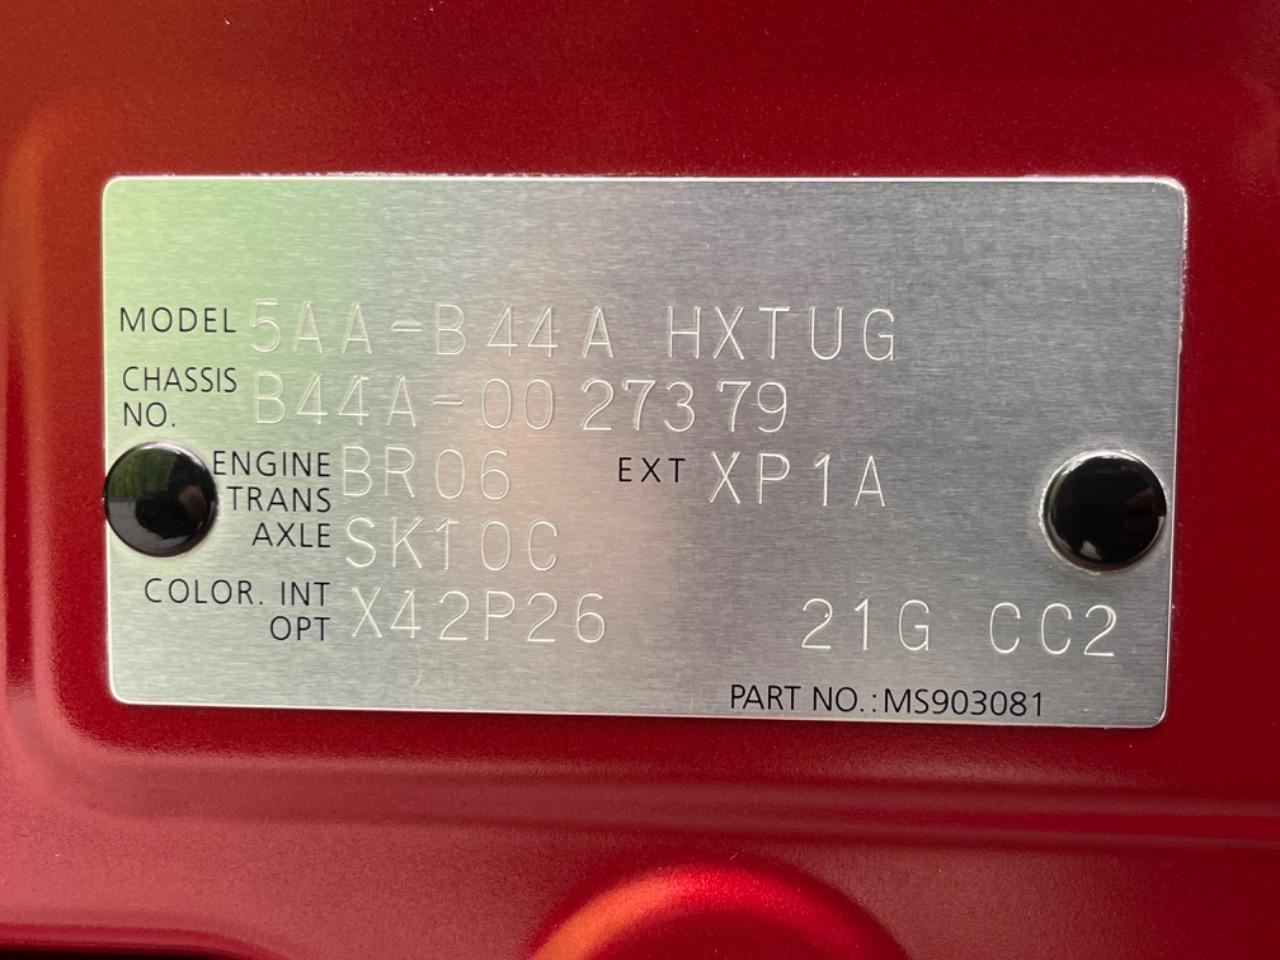 MODEL 5AA-B44A HXTUG
CHASSIS NO. B44A-0027379
ENGINE BR06 EXT XP1A
TRANS AXLE SK10C
COLOR. INT OPT X42P26 21G CC2
PART NO.:MS903081